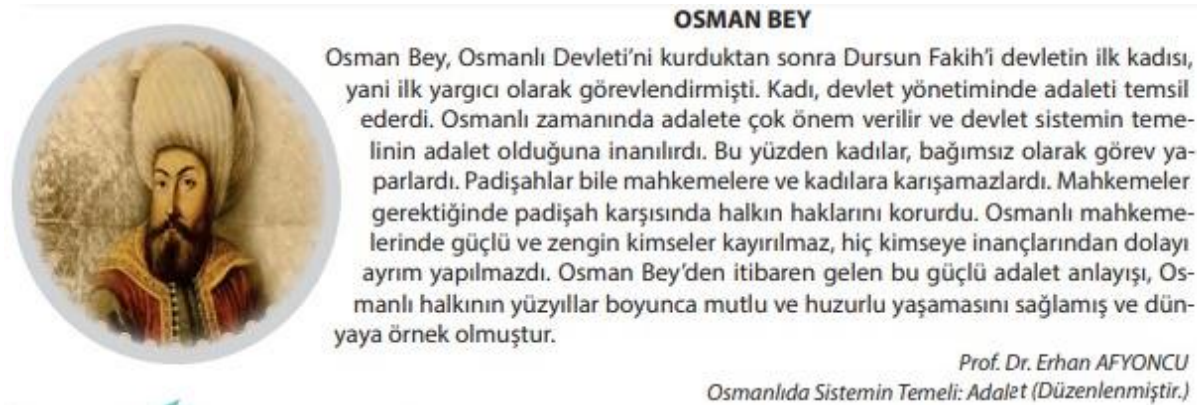 OSMAN BEY
Osman Bey, Osmanlı Devleti’ni kurduktan sonra Dursun Fakih’i devletin ilk kadısı,
yani ilk yargıcı olarak görevlendirmişti. Kadı, devlet yönetiminde adaleti temsil
ederdi. Osmanlı zamanında adalete çok önem verilir ve devlet sistemin teme-
linin adalet olduğuna inanılırdı. Bu yüzden kadılar, bağımsız olarak görev ya-
parlardı. Padişahlar bile mahkemelere ve kadılara karışamazlardı. Mahkemeler
gerektiğinde padişah karşısında halkın haklarını korurdu. Osmanlı mahkeme-
lerinde güçlü ve zengin kimseler kayırılmaz, hiç kimseye inançlarından dolayı
ayrım yapılmazdı. Osman Bey’den itibaren gelen bu güçlü adalet anlayışı, Os-
manlı halkının yüzyıllar boyunca mutlu ve huzurlu yaşamasını sağlamış ve dün-
yaya örnek olmuştur.
Prof. Dr. Erhan AFYONCU
Osmanlıda Sistemin Temeli: Adalet (Düzenlenmiştir.)